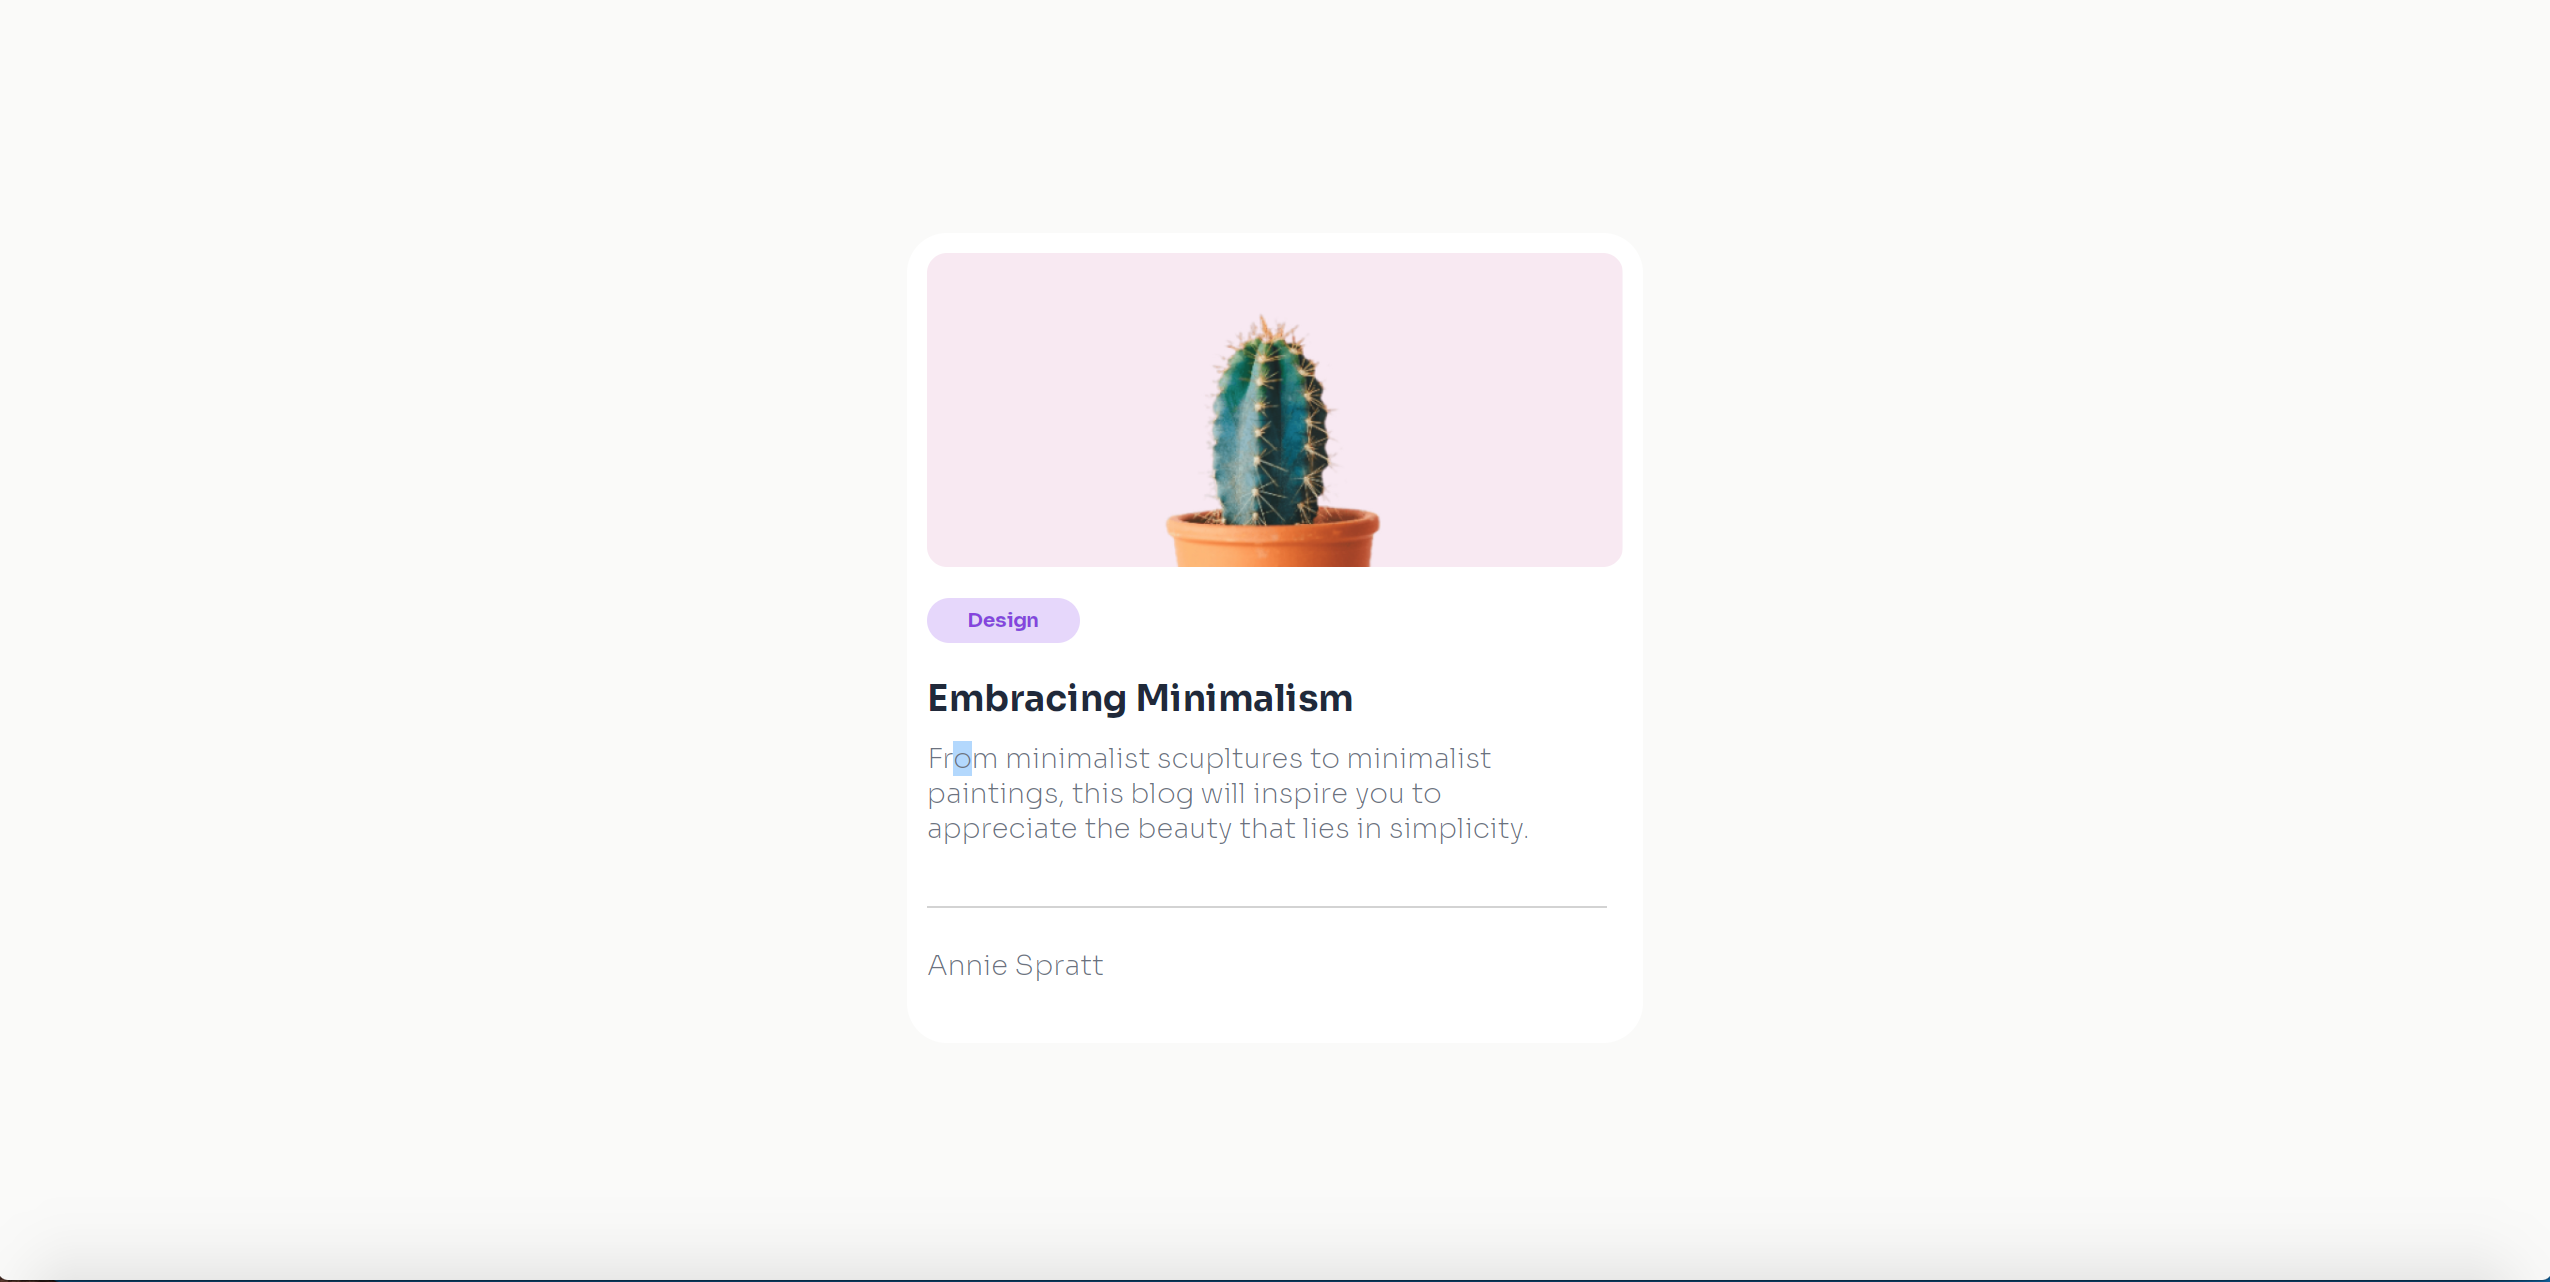 Design
Embracing Minimalism
From minimalist scupltures to minimalist
paintings, this blog will inspire you to
appreciate the beauty that lies in simplicity.
Annie Spratt